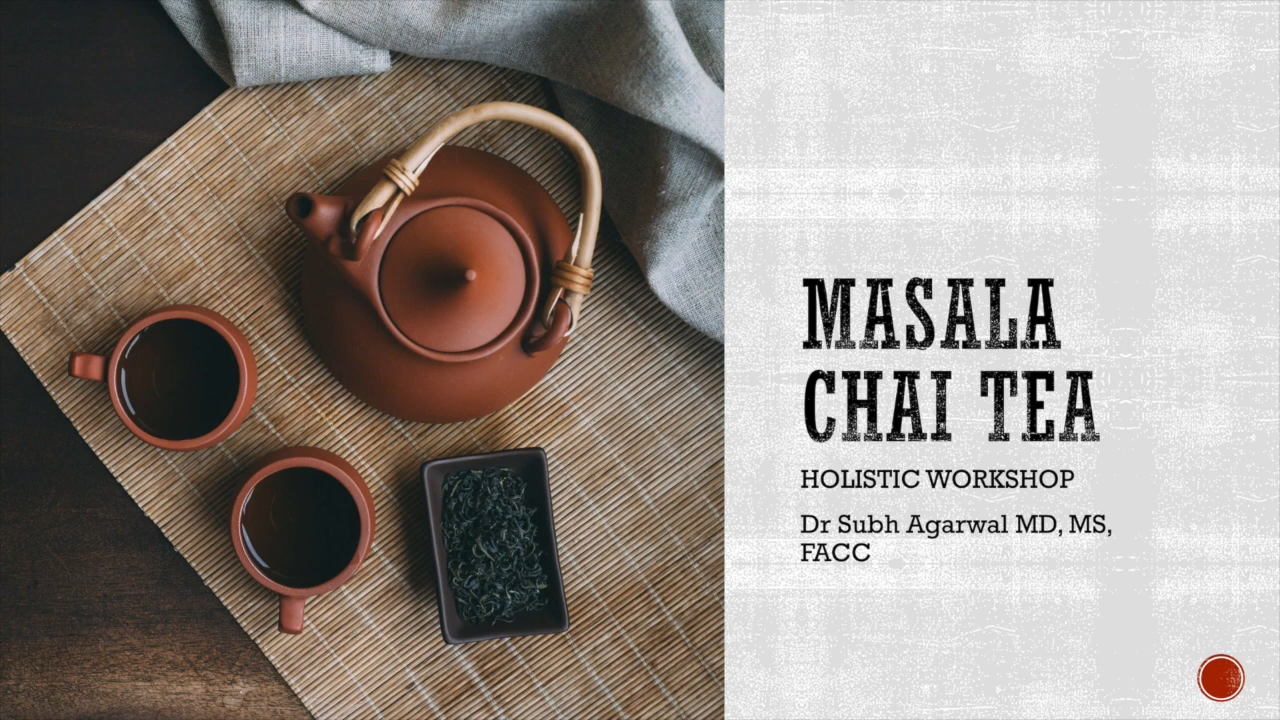 MASALA
CHAI TEA
HOLISTIC WORKSHOP
Dr Subh Agarwal MD, MS,
FACC